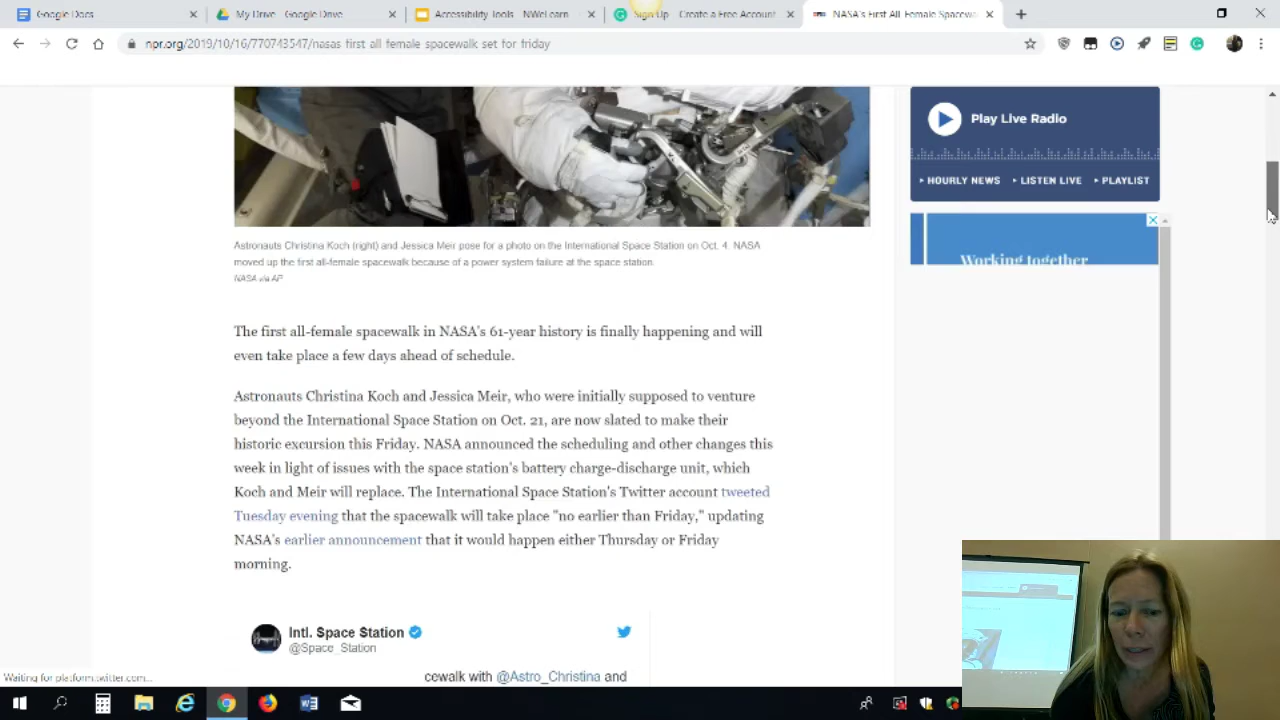 Google Docs
My Drive - Google Drive
Accessibility Tools - NWeLearn
Sign Up - Create a Free Account
NASA's First All-Female Spacewa
npr.org/2019/10/16/770743547/nasas first all female spacewalk set for friday
Play Live Radio
HOURLY NEWS
LISTEN LIVE
PLAYLIST
Working together
Astronauts Christina Koch (right) and Jessica Meir pose for a photo on the International Space Station on Oct. 4. NASA
moved up the first all-female spacewalk because of a power system failure at the space station.
NASA via AP
The first all-female spacewalk in NASA's 61-year history is finally happening and will
even take place a few days ahead of schedule.
Astronauts Christina Koch and Jessica Meir, who were initially supposed to venture
beyond the International Space Station on Oct. 21, are now slated to make their
historic excursion this Friday. NASA announced the scheduling and other changes this
week in light of issues with the space station's battery charge-discharge unit, which
Koch and Meir will replace. The International Space Station's Twitter account tweeted
Tuesday evening that the spacewalk will take place "no earlier than Friday," updating
NASA's earlier announcement that it would happen either Thursday or Friday
morning.
Intl. Space Station
@Space_Station
cewalk with @Astro_Christina and
Waiting for platform.twitter.com...